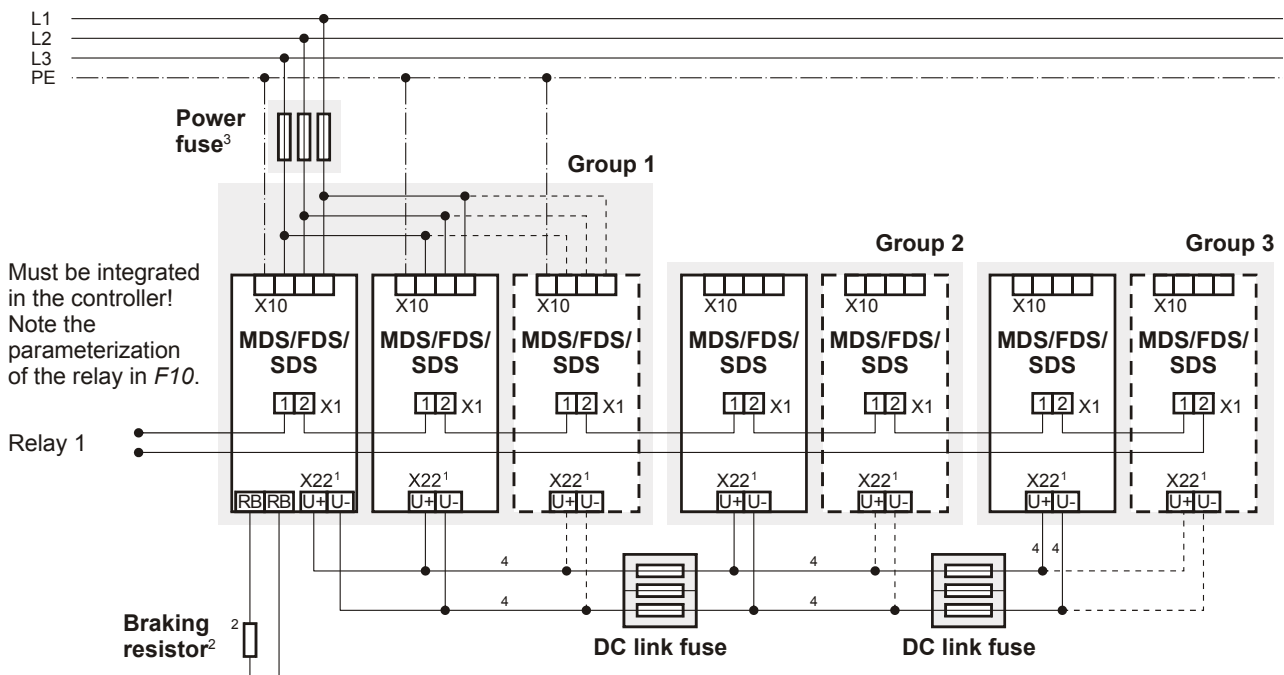 L1
L2
L3
PE
Power
fuse³
Group 1
Group 2
Group 3
Must be integrated
in the controller!
Note the
parameterization
of the relay in F10.
X10
X10
X10
X10
X10
X10
X10
MDS/FDS/
SDS
MDS/FDS/
SDS
MDS/FDS/
SDS
MDS/FDS/
SDS
MDS/FDS/
SDS
MDS/FDS/
SDS
MDS/FDS/
SDS
1 2 X1
1 2 X1
1 2 X1
1 2 X1
1 2 X1
1 2 X1
1 2 X1
Relay 1
X22¹
X22¹
X22¹
X22¹
X22¹
X22¹
X22¹
RB RB U+ U-
U+ U-
U+ U-
U+ U-
U+ U-
U+ U-
U+ U-
4 4
4
4
4
4
DC link fuse
DC link fuse
2
Braking
resistor²